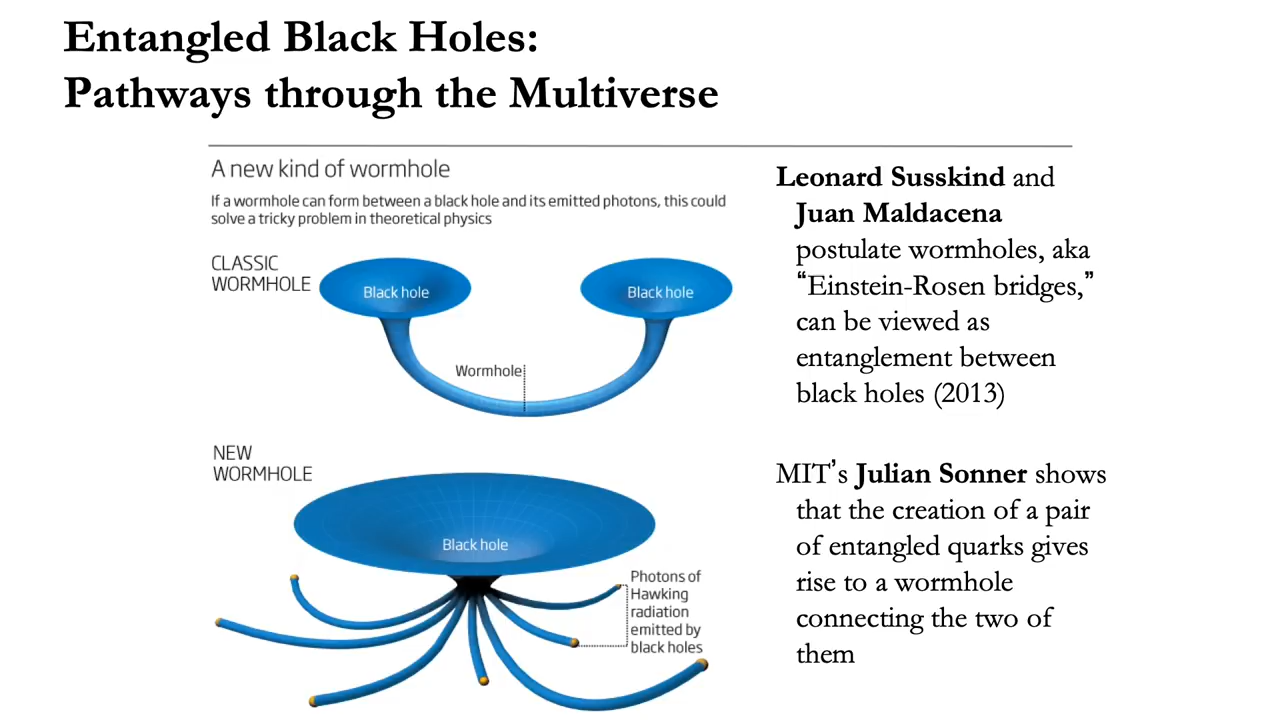 Entangled Black Holes:
Pathways through the Multiverse
A new kind of wormhole
If a wormhole can form between a black hole and its emitted photons, this could
solve a tricky problem in theoretical physics
CLASSIC
WORMHOLE
Black hole
Black hole
Wormhole
NEW
WORMHOLE
Black hole
Photons of
Hawking
radiation
emitted by
black holes
Leonard Susskind and
Juan Maldacena
postulate wormholes, aka
“Einstein-Rosen bridges,”
can be viewed as
entanglement between
black holes (2013)
MIT’s Julian Sonner shows
that the creation of a pair
of entangled quarks gives
rise to a wormhole
connecting the two of
them